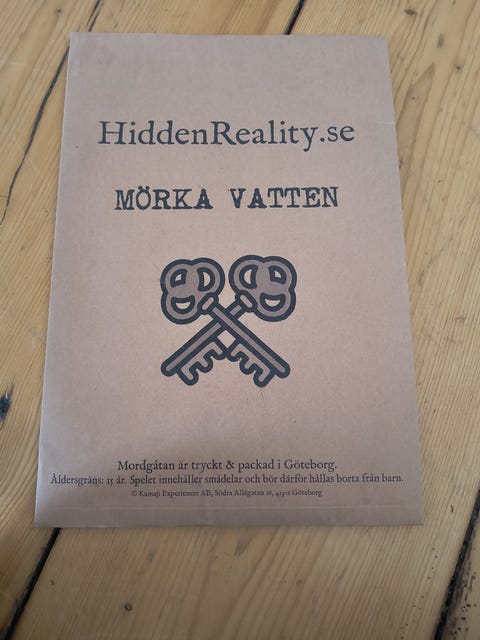 HiddenReality.se
MÖRKA VATTEN
Mordgåtan är tryckt & packad i Göteborg.
Åldersgräns: 15 år. Spelet innehåller smådelar och bör därför hållas borta från barn.
© Kamaji Experiences AB, Södra Allégatan 1B, 41301 Göteborg